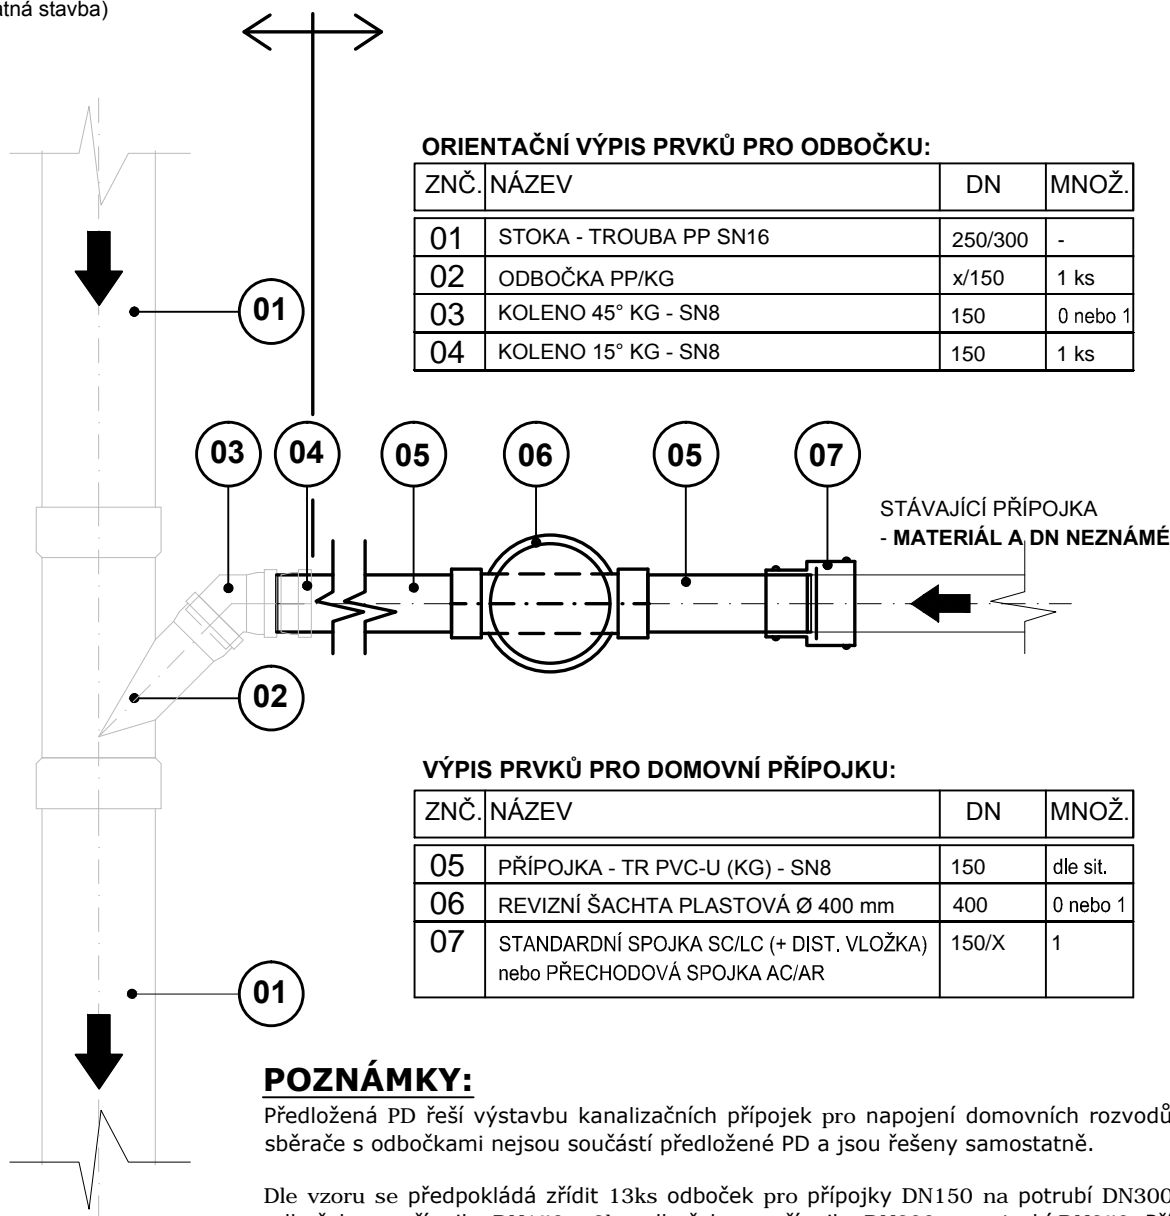 atná stavba)
ORIENTAČNÍ VÝPIS PRVKŮ PRO ODBOČKU:
ZNČ. NÁZEV DN MNOŽ.
01 STOKA - TROUBA PP SN16 250/300 -
02 ODBOČKA PP/KG x/150 1 ks
03 KOLENO 45° KG - SN8 150 0 nebo 1
04 KOLENO 15° KG - SN8 150 1 ks
01
03 04 05 06 05 07
STÁVAJÍCÍ PŘÍPOJKA
- MATERIÁL A DN NEZNÁMÉ
02
VÝPIS PRVKŮ PRO DOMOVNÍ PŘÍPOJKU:
ZNČ. NÁZEV DN MNOŽ.
05 PŘÍPOJKA - TR PVC-U (KG) - SN8 150 dle sit.
06 REVIZNÍ ŠACHTA PLASTOVÁ Ø 400 mm 400 0 nebo 1
07 STANDARDNÍ SPOJKA SC/LC (+ DIST. VLOŽKA) 150/X 1
nebo PŘECHODOVÁ SPOJKA AC/AR
01
POZNÁMKY:
Předložená PD řeší výstavbu kanalizačních přípojek pro napojení domovních rozvodů
sběrače s odbočkami nejsou součástí předložené PD a jsou řešeny samostatně.
Dle vzoru se předpokládá zřídit 13ks odboček pro přípojky DN150 na potrubí DN300